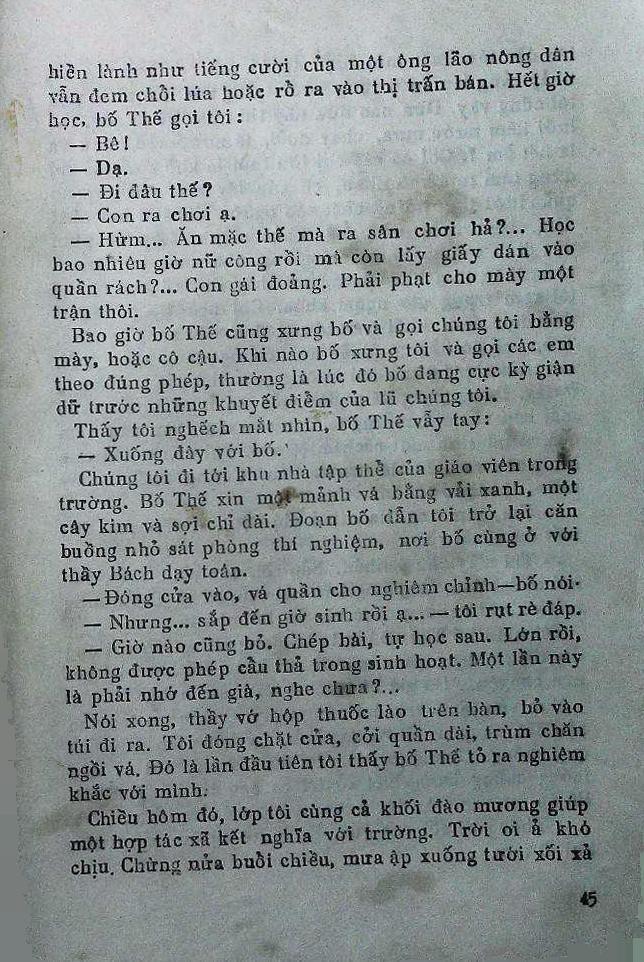 hiền lành như tiếng cười của một ông lão nông dân
vẫn đem chổi lúa hoặc rổ ra vào thị trấn bán. Hết giờ
học, bố Thế gọi tôi :
— Bê!
— Dạ.
— Đi đâu thế?
— Con ra chơi ạ.
— Hừm... Ăn mặc thế mà ra sân chơi hả?... Học
bao nhiêu giờ nữ công rồi mà còn lấy giấy dán vào
quần rách?... Con gái đoảng. Phải phạt cho mày một
trận thôi.
Bao giờ bố Thế cũng xưng bố và gọi chúng tôi bằng
mày, hoặc cô cậu. Khi nào bố xưng tôi và gọi các em
theo đúng phép, thường là lúc đó bố đang cực kỳ giận
dữ trước những khuyết điểm của lũ chúng tôi.
Thấy tôi nghếch mắt nhìn, bố Thế vẫy tay:
— Xuống đây với bố.
Chúng tôi đi tới khu nhà tập thể của giáo viên trong
trường. Bố Thế xin một mảnh vá bằng vải xanh, một
cây kim và sợi chỉ dài. Đoạn bố dẫn tôi trở lại căn
buồng nhỏ sát phòng thí nghiệm, nơi bố cùng ở với
thầy Bách dạy toán.
— Đóng cửa vào, vá quần cho nghiêm chỉnh—bố nói.
— Nhưng... sắp đến giờ sinh rồi ạ... — tôi rụt rè đáp.
— Giờ nào cũng bỏ. Chép bài, tự học sau. Lớn rồi,
không được phép cẩu thả trong sinh hoạt. Một lần này
là phải nhớ đến già, nghe chưa?...
Nói xong, thầy vớ hộp thuốc lào trên bàn, bỏ vào
túi đi ra. Tôi đóng chặt cửa, cởi quần dài, trùm chăn
ngồi vá. Đó là lần đầu tiên tôi thấy bố Thế tỏ ra nghiêm
khắc với mình.
Chiều hôm đó, lớp tôi cùng cả khối đào mương giúp
một hợp tác xã kết nghĩa với trường. Trời oi ả khó
chịu. Chừng nửa buổi chiều, mưa ập xuống tưới xối xả
45